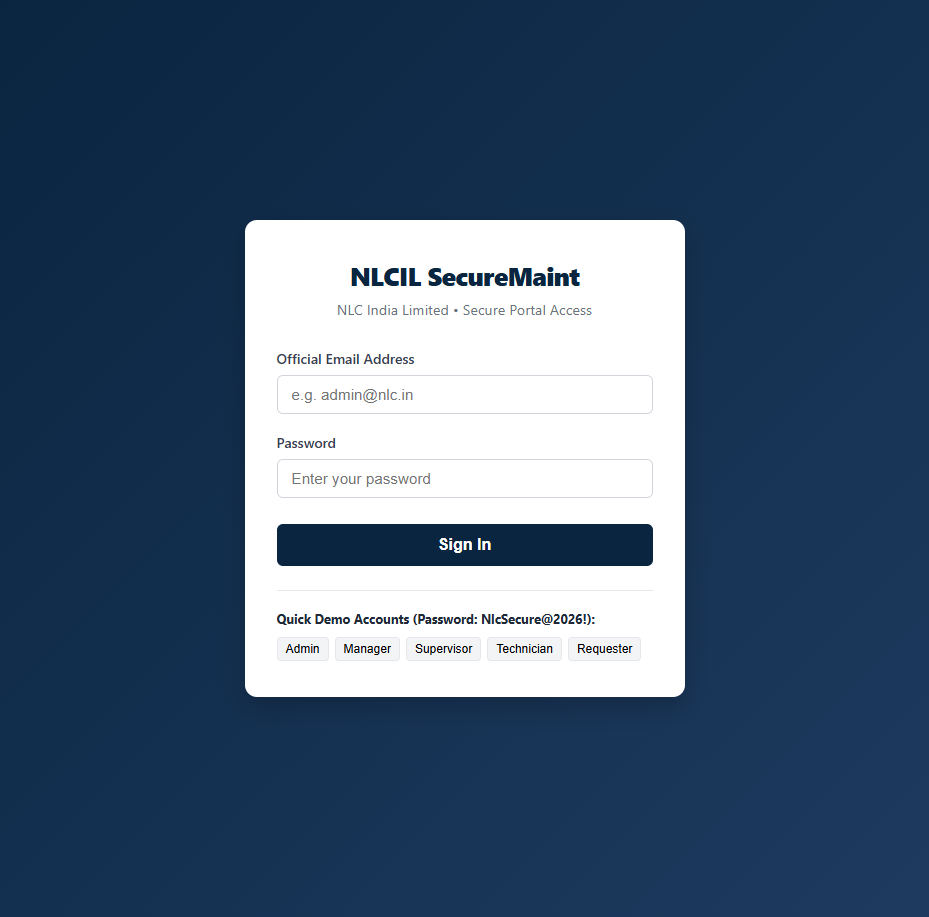 NLCIL SecureMaint
NLC India Limited • Secure Portal Access
Official Email Address
e.g. admin@nlc.in
Password
Enter your password
Sign In
Quick Demo Accounts (Password: NlcSecure@2026!):
Admin Manager Supervisor Technician Requester